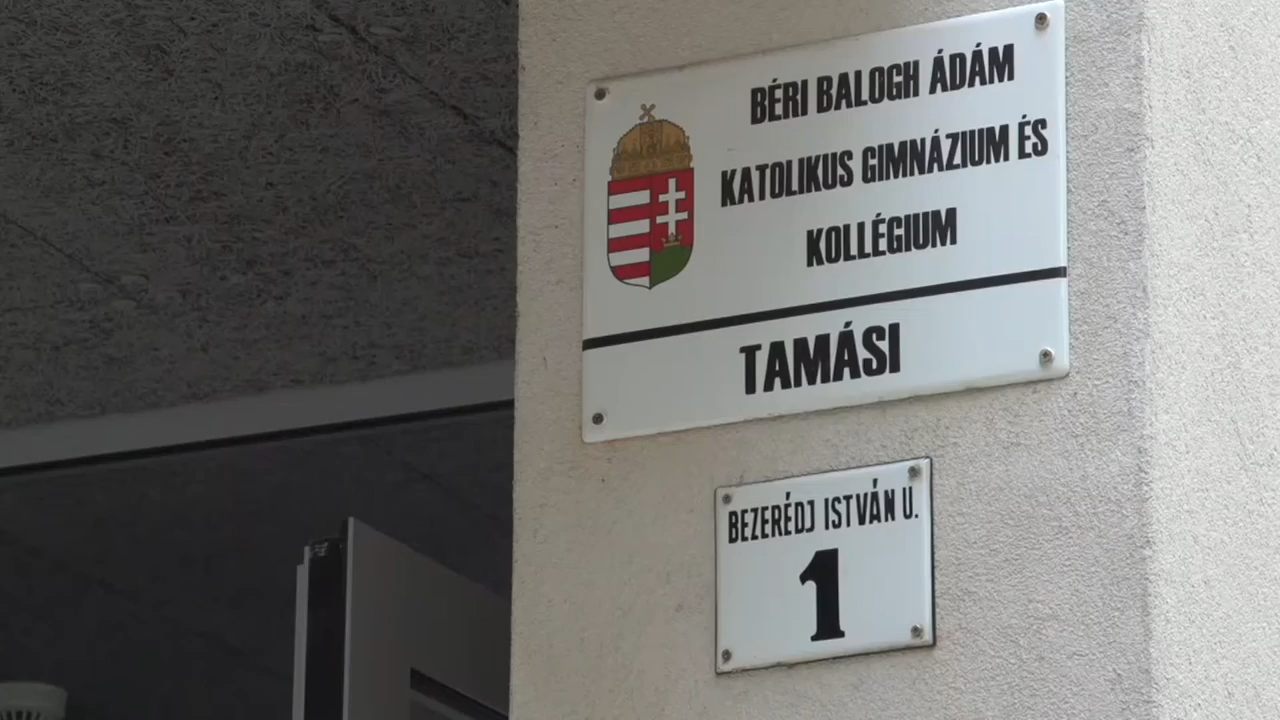 BÉRI BALOGH ÁDÁM
KATOLIKUS GIMNÁZIUM ÉS
KOLLÉGIUM
TAMÁSI
BEZERÉDJ ISTVÁN U.
1